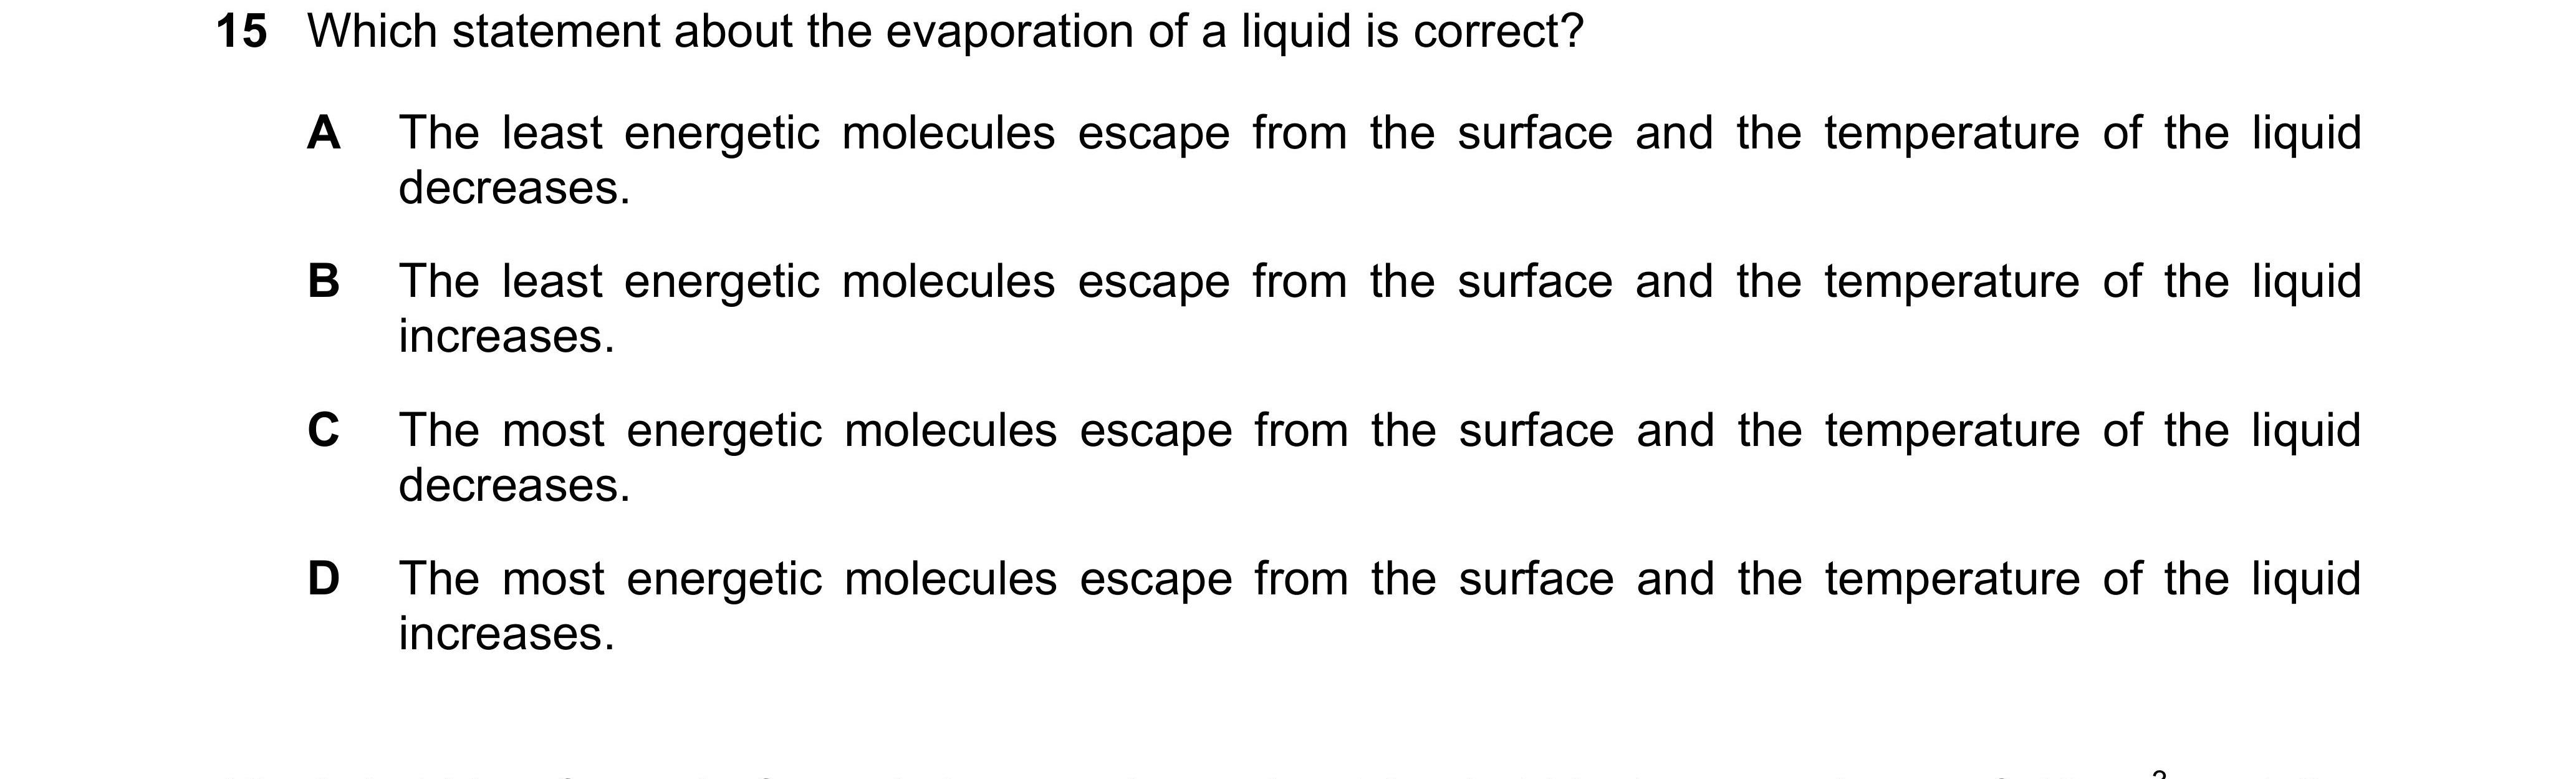 15 Which statement about the evaporation of a liquid is correct?
A The least energetic molecules escape from the surface and the temperature of the liquid
decreases.
B The least energetic molecules escape from the surface and the temperature of the liquid
increases.
C The most energetic molecules escape from the surface and the temperature of the liquid
decreases.
D The most energetic molecules escape from the surface and the temperature of the liquid
increases.